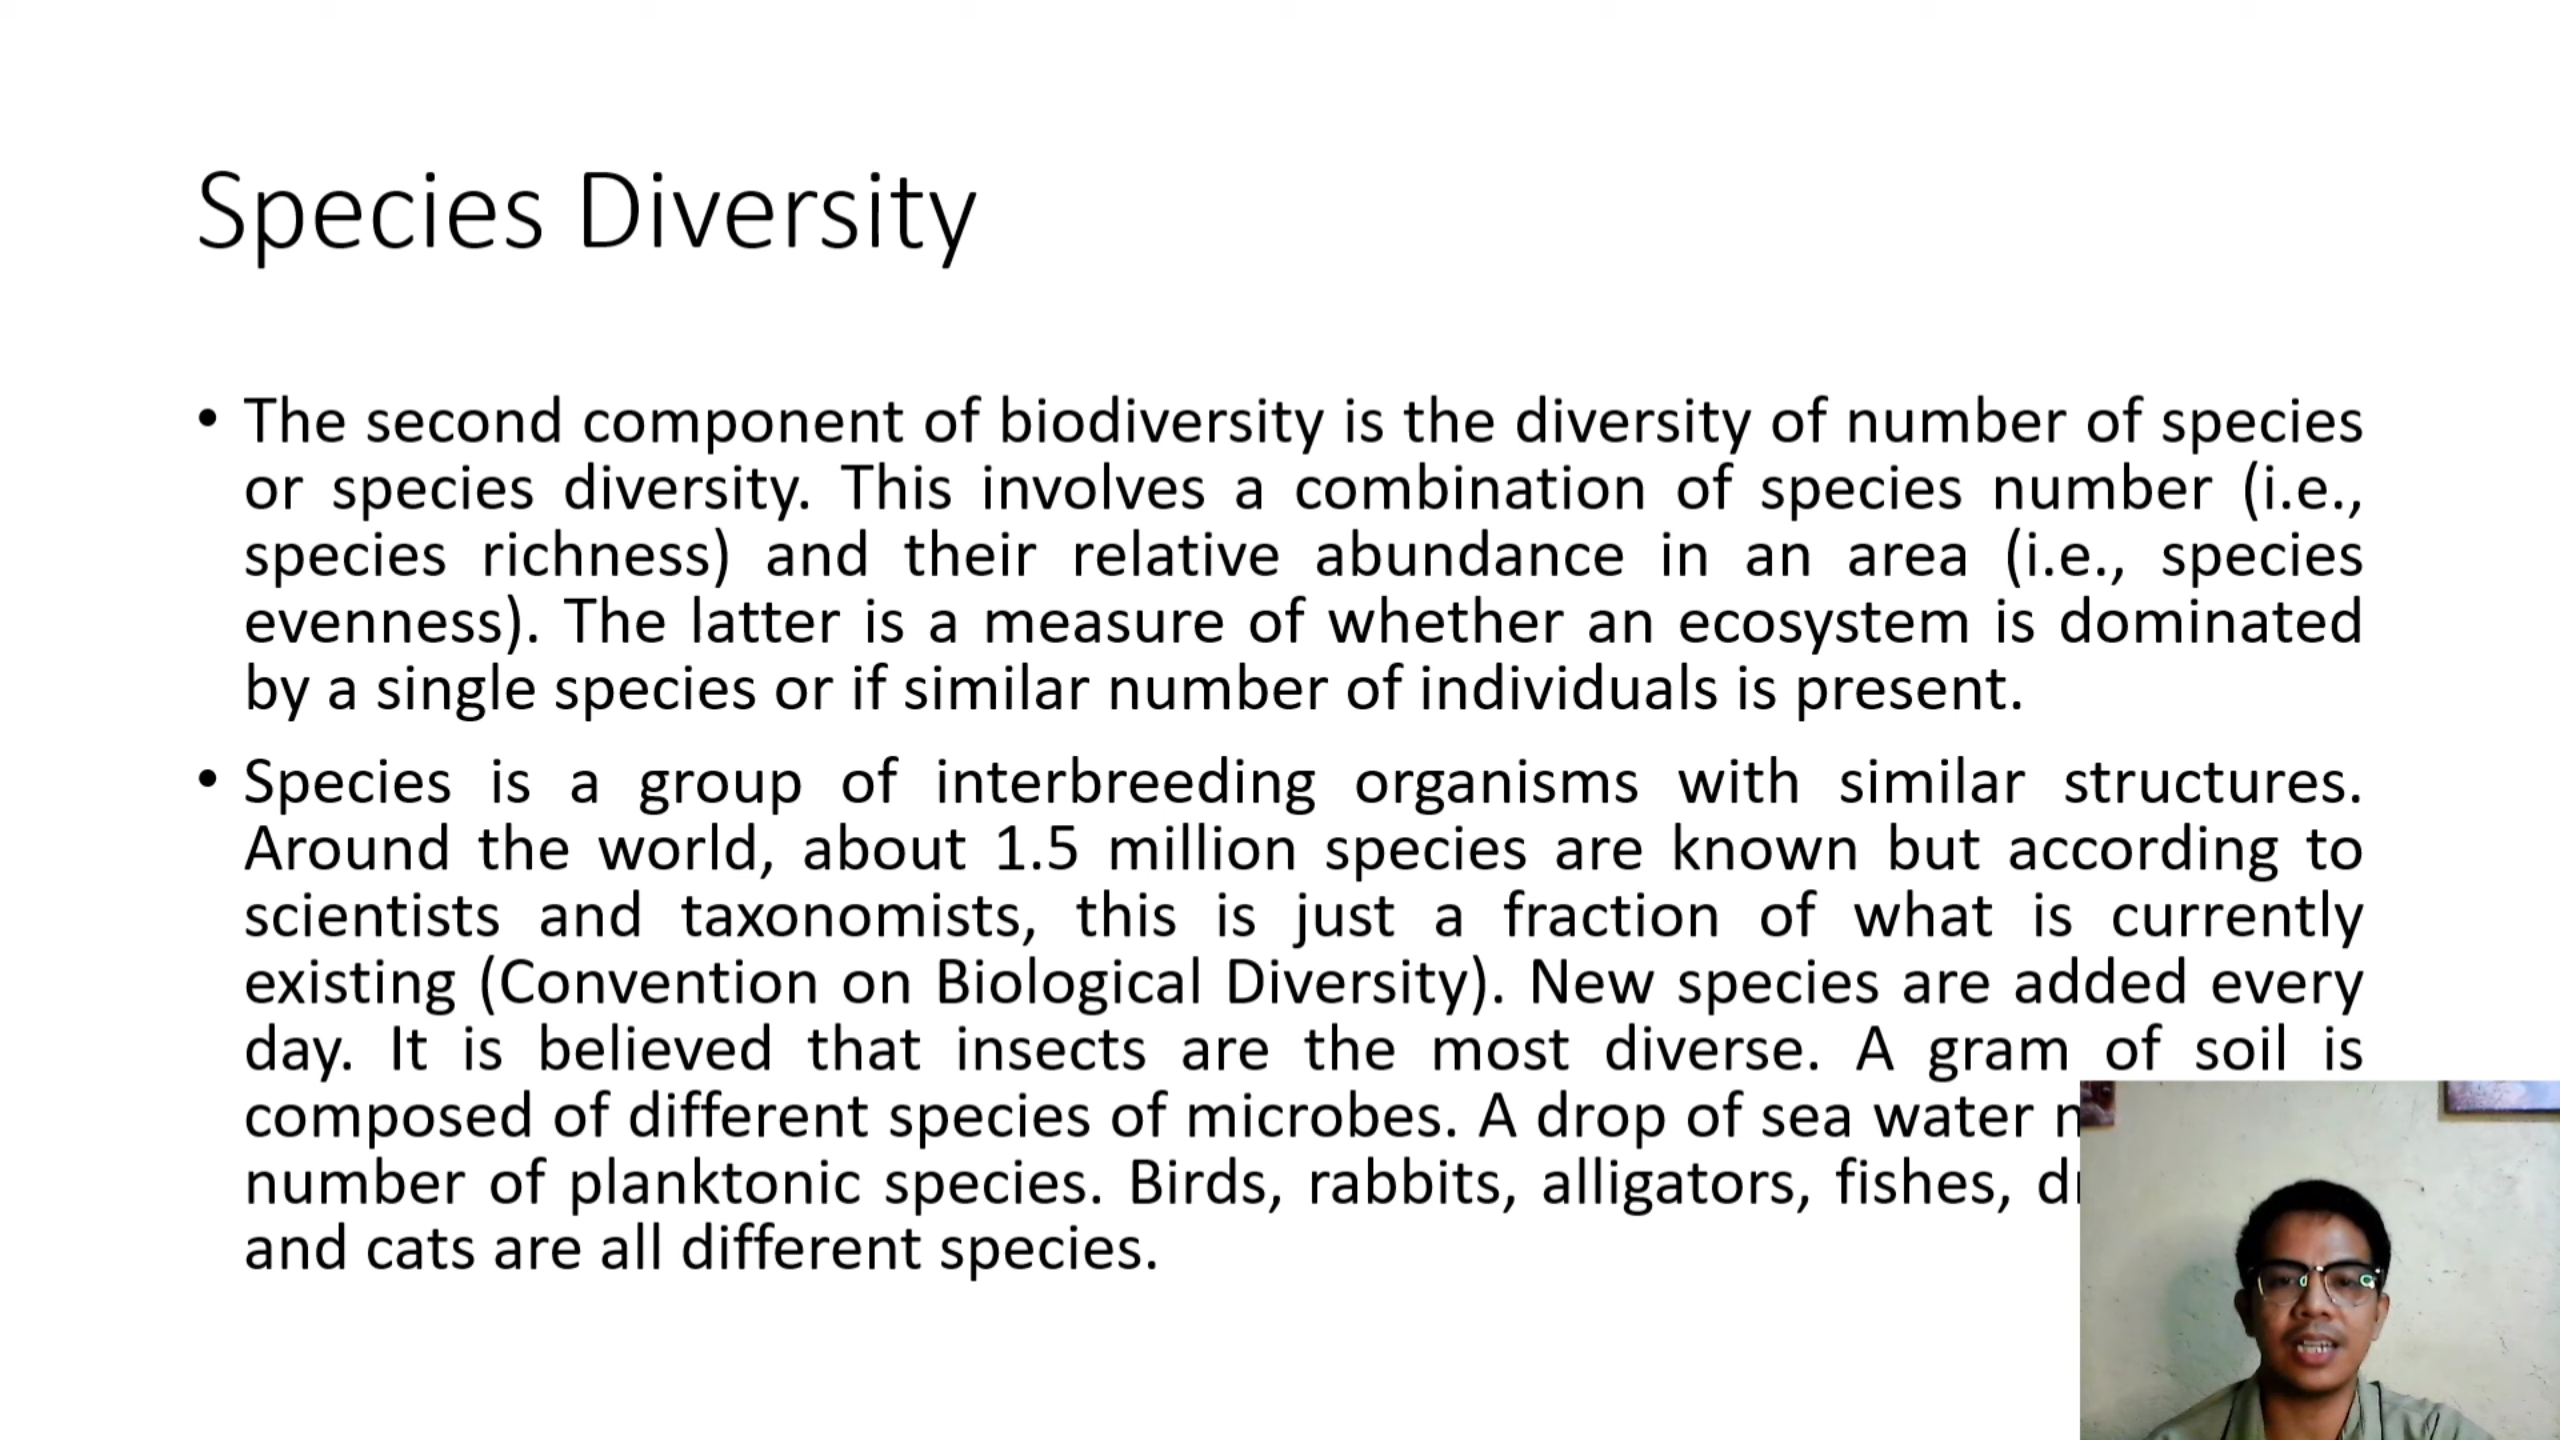 Species Diversity
• The second component of biodiversity is the diversity of number of species
or species diversity. This involves a combination of species number (i.e.,
species richness) and their relative abundance in an area (i.e., species
evenness). The latter is a measure of whether an ecosystem is dominated
by a single species or if similar number of individuals is present.
• Species is a group of interbreeding organisms with similar structures.
Around the world, about 1.5 million species are known but according to
scientists and taxonomists, this is just a fraction of what is currently
existing (Convention on Biological Diversity). New species are added every
day. It is believed that insects are the most diverse. A gram of soil is
composed of different species of microbes. A drop of sea water
number of planktonic species. Birds, rabbits, alligators, fishes,
and cats are all different species.